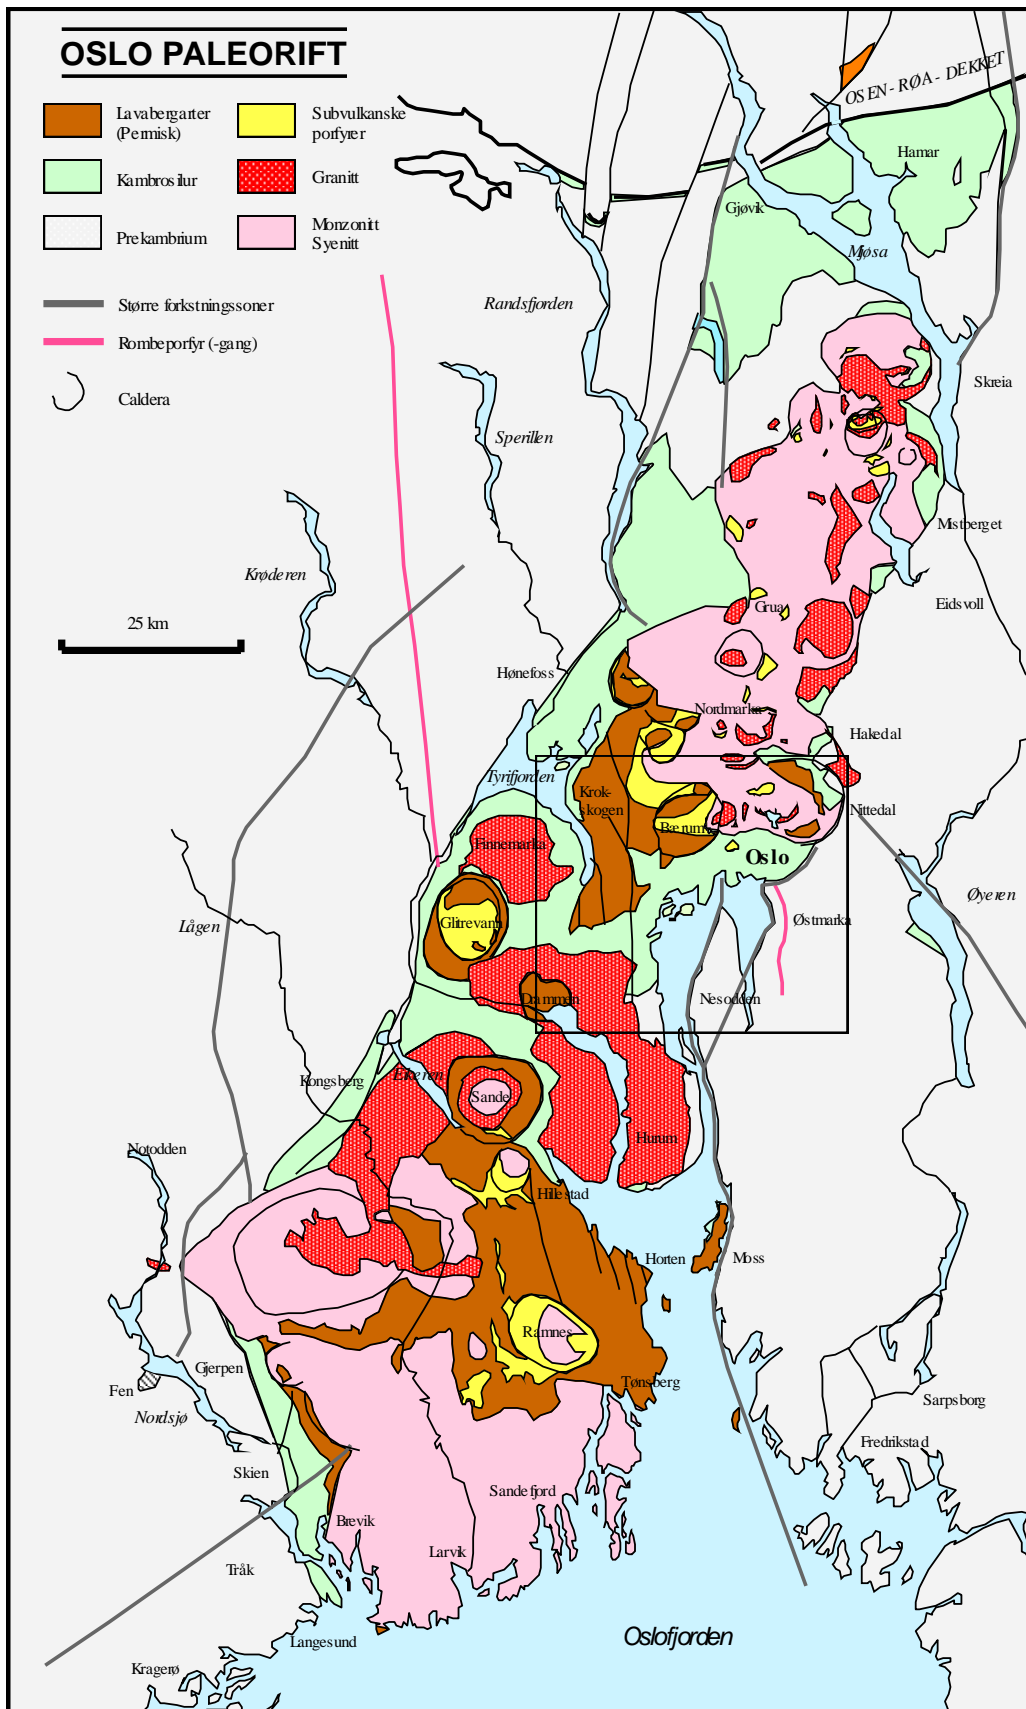 OSLO PALEORIFT
Lavabergarter
(Permisk)
Subvulkanske
porfyrer
Kambrosilur
Granitt
Prekambrium
Monzonitt
Syenitt
Større forkstningssoner
Rombeporfyr (-gang)
Caldera
25 km
OSEN-RØA-DEKKET
Hamar
Gjøvik
Mjøsa
Randsfjorden
Skreia
Sperillen
Mistberget
Krøderen
Eidsvoll
Grua
Hønefoss
Nordmarka
Hakedal
Tyrifjorden
Krok-
skogen
Nittedal
Bærum
Finnemarka
Oslo
Øyeren
Lågen
Glitrevann
Østmarka
Drammen
Nesodden
Kongsberg
Eikeren
Sande
Hurum
Notodden
Hillestad
Horten
Moss
Ramnes
Gjerpen
Fen
Tønsberg
Nordsjø
Sarpsborg
Fredrikstad
Skien
Sandefjord
Brevik
Larvik
Tråk
Langesund
Oslofjorden
Kragerø